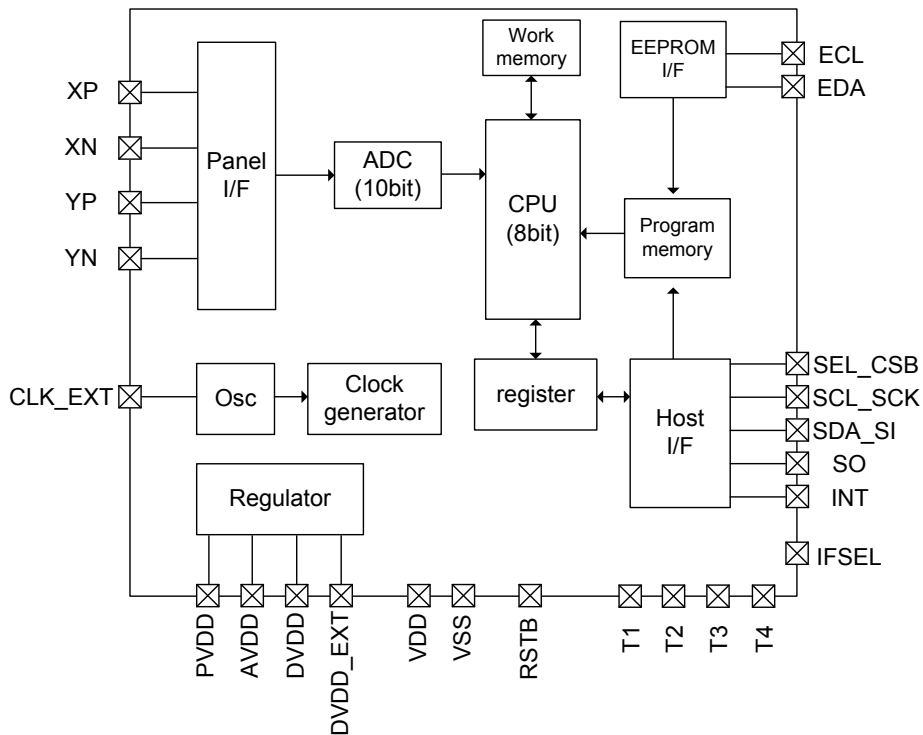 Work
memory
EEPROM
I/F
ECL
EDA
XP
XN
YP
YN
Panel
I/F
ADC
(10bit)
CPU
(8bit)
Program
memory
CLK_EXT
Osc
Clock
generator
register
Host
I/F
SEL_CSB
SCL_SCK
SDA_SI
SO
INT
IFSEL
Regulator
PVDD
AVDD
DVDD
DVDD_EXT
VDD
VSS
RSTB
T1
T2
T3
T4